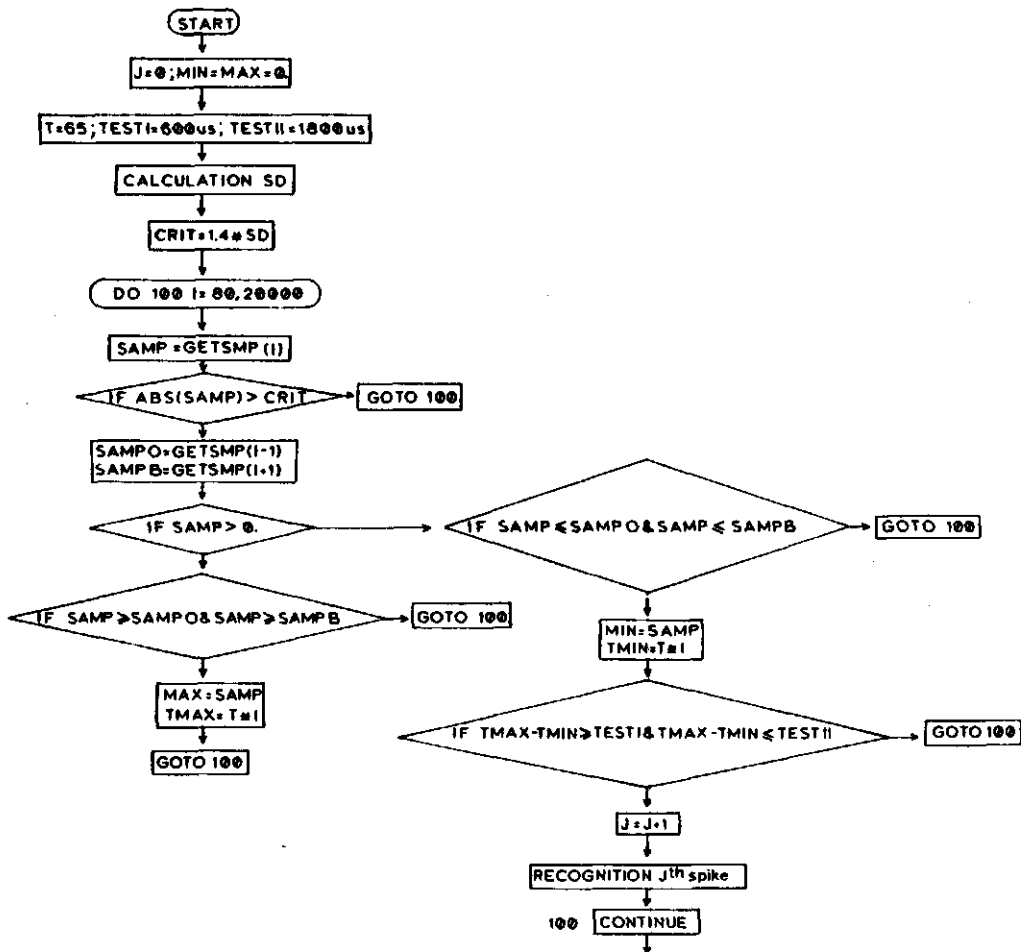 START
J=0;MIN=MAX=0.
T=65; TESTI=600us; TESTII=1800us
CALCULATION SD
CRIT=1.4*SD
DO 100 I=80,20000
SAMP=GETSMP(I)
IF ABS(SAMP)>CRIT
GOTO 100
SAMPO=GETSMP(I-1)
SAMPB=GETSMP(I+1)
IF SAMP>0.
IF SAMP≤SAMPO&SAMP≤SAMPB
GOTO 100
IF SAMP≥SAMPO&SAMP≥SAMPB
GOTO 100
MAX=SAMP
TMAX=T*I
GOTO 100
MIN=SAMP
TMIN=T*I
IF TMAX-TMIN≥TESTI&TMAX-TMIN≤TESTII
GOTO 100
J=J+1
RECOGNITION Jth spike
100 CONTINUE